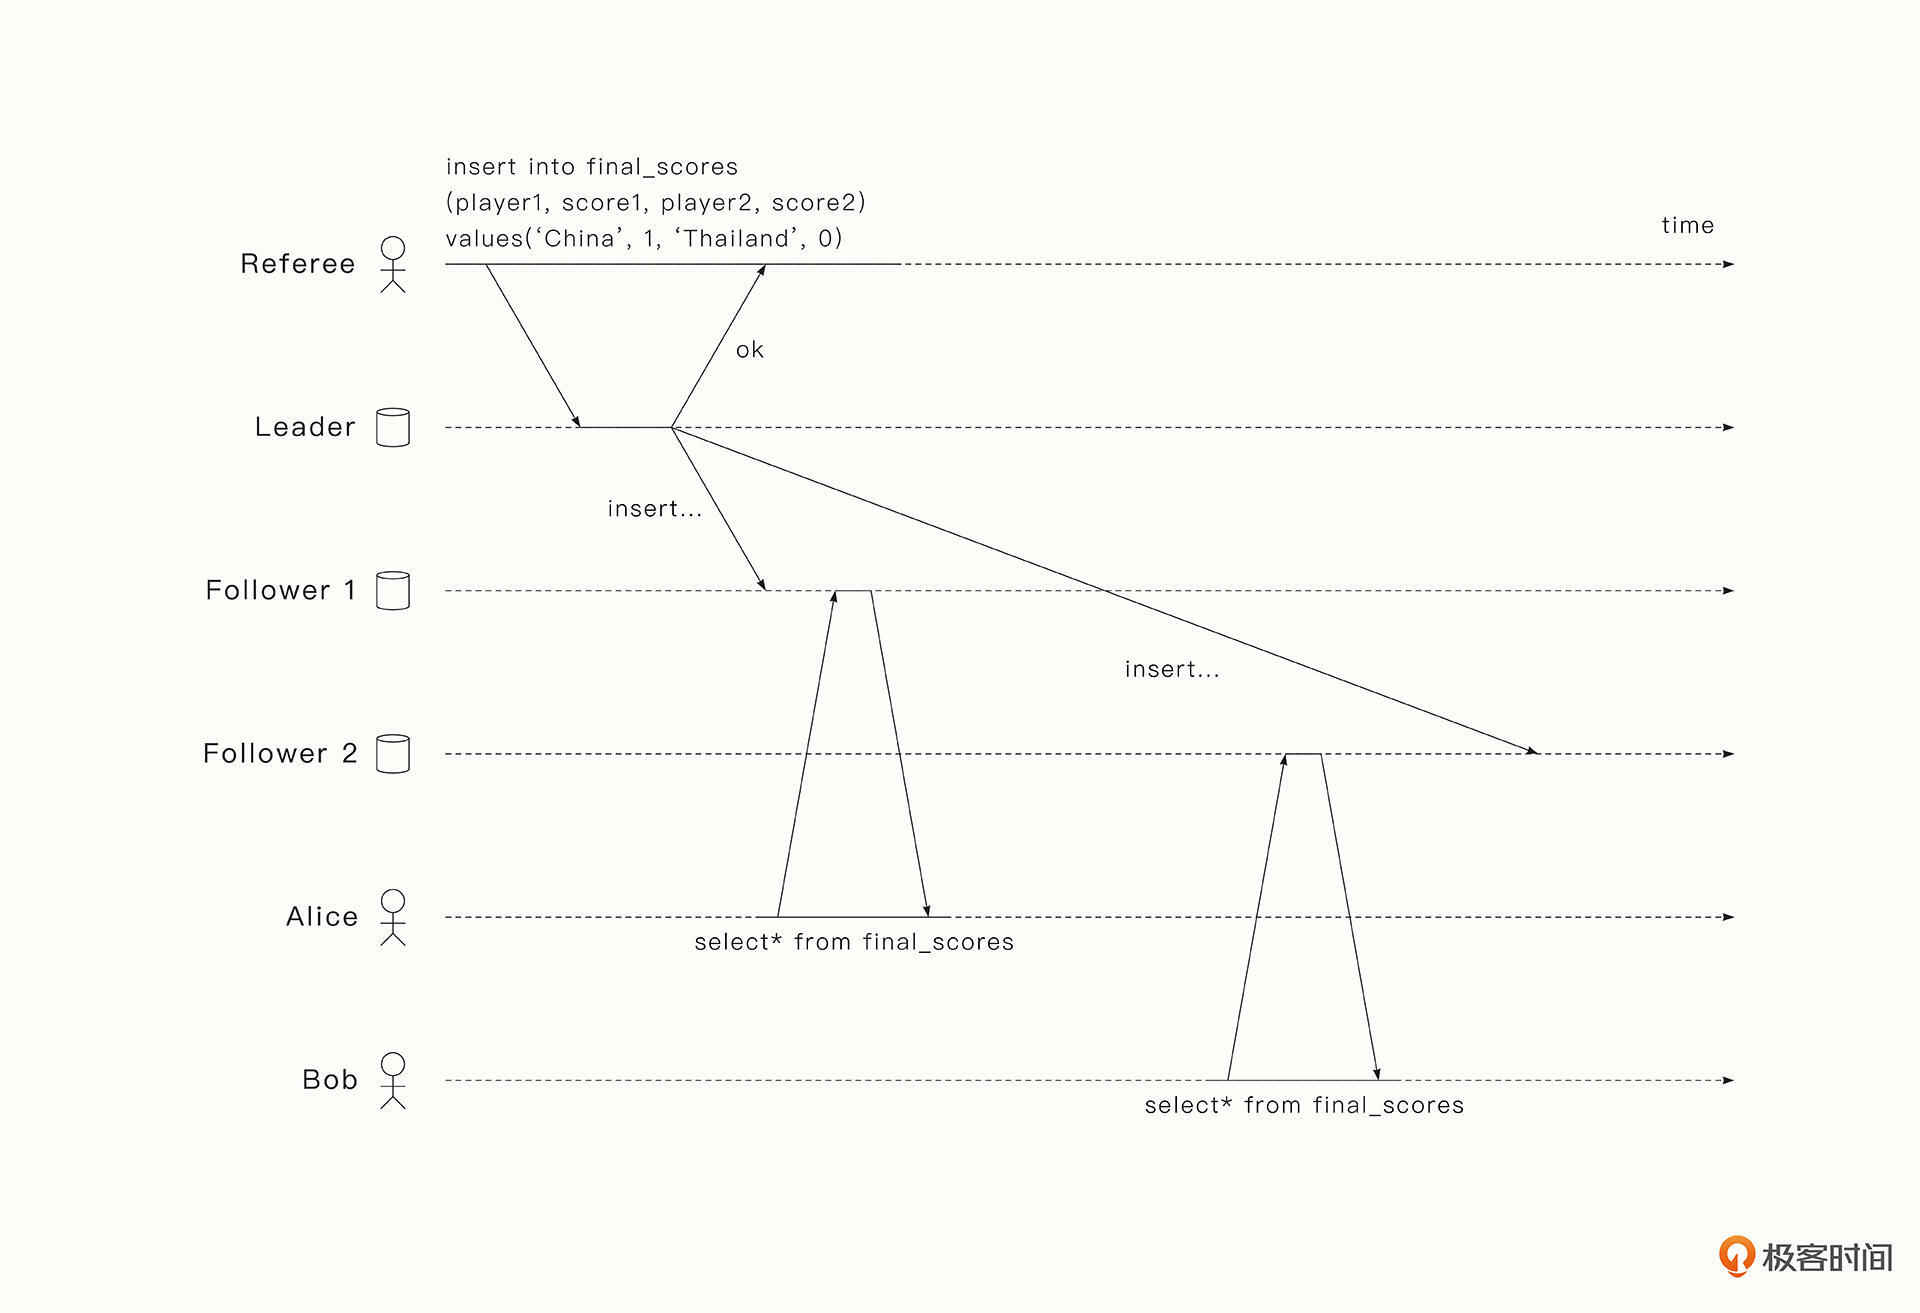 insert into final_scores
(player1, score1, player2, score2)
values(‘China’, 1, ‘Thailand’, 0)
time
Referee
ok
Leader
insert...
Follower 1
insert...
Follower 2
Alice
select* from final_scores
Bob
select* from final_scores
极客时间